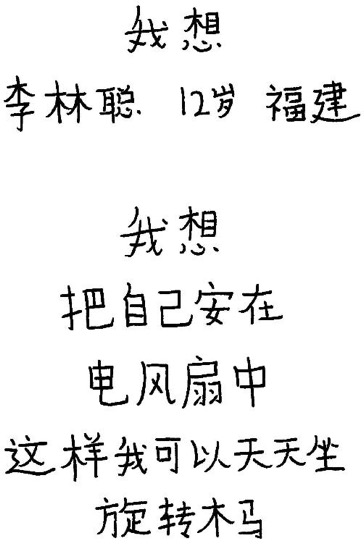 我想
李林聪 12岁 福建
我想
把自己安在
电风扇中
这样我可以天天坐
旋转木马